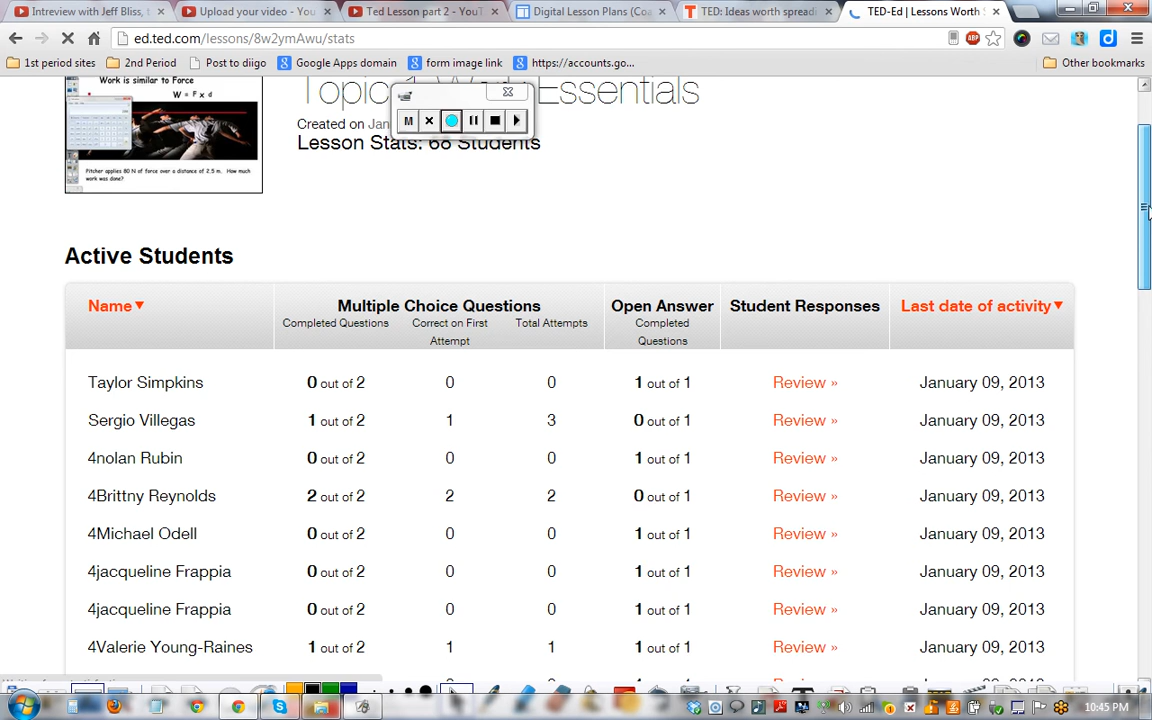 Intreview with Jeff Bliss, t
Upload your video - You
Ted Lesson part 2 - YouT
Digital Lesson Plans (Coa
TED: Ideas worth spreadi
TED-Ed | Lessons Worth
ed.ted.com/lessons/8w2ymAwu/stats
1st period sites
2nd Period
Post to diigo
Google Apps domain
form image link
https://accounts.go...
Other bookmarks
Work is similar to Force
W = F x d
Pitcher applies 80 N of force over a distance of 2.5 m. How much
work was done?
Essentials
Created on Jan
Lesson Stats: 68 Students
M
Active Students
Name
Multiple Choice Questions
Open Answer
Student Responses
Last date of activity
Completed Questions
Correct on First
Attempt
Total Attempts
Completed
Questions
Taylor Simpkins 0 out of 2 0 0 1 out of 1 Review » January 09, 2013
Sergio Villegas 1 out of 2 1 3 0 out of 1 Review » January 09, 2013
4nolan Rubin 0 out of 2 0 0 1 out of 1 Review » January 09, 2013
4Brittny Reynolds 2 out of 2 2 2 0 out of 1 Review » January 09, 2013
4Michael Odell 0 out of 2 0 0 1 out of 1 Review » January 09, 2013
4jacqueline Frappia 0 out of 2 0 0 1 out of 1 Review » January 09, 2013
4jacqueline Frappia 0 out of 2 0 0 1 out of 1 Review » January 09, 2013
4Valerie Young-Raines 1 out of 2 1 1 1 out of 1 Review » January 09, 2013
10:45 PM